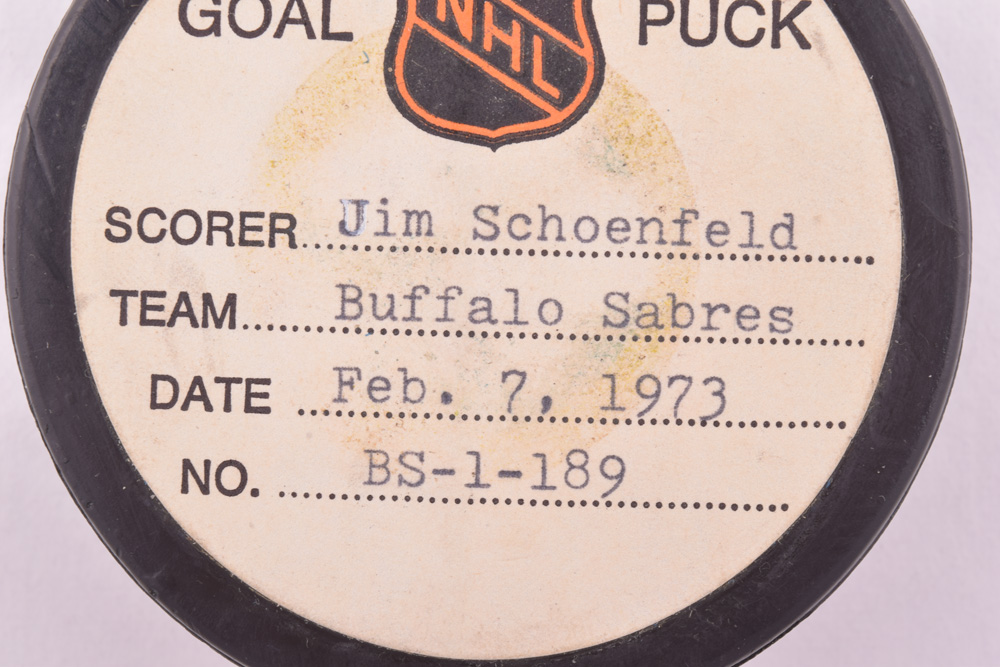 GOAL NHL PUCK
SCORER Jim Schoenfeld
TEAM Buffalo Sabres
DATE Feb. 7, 1973
NO. BS-1-189